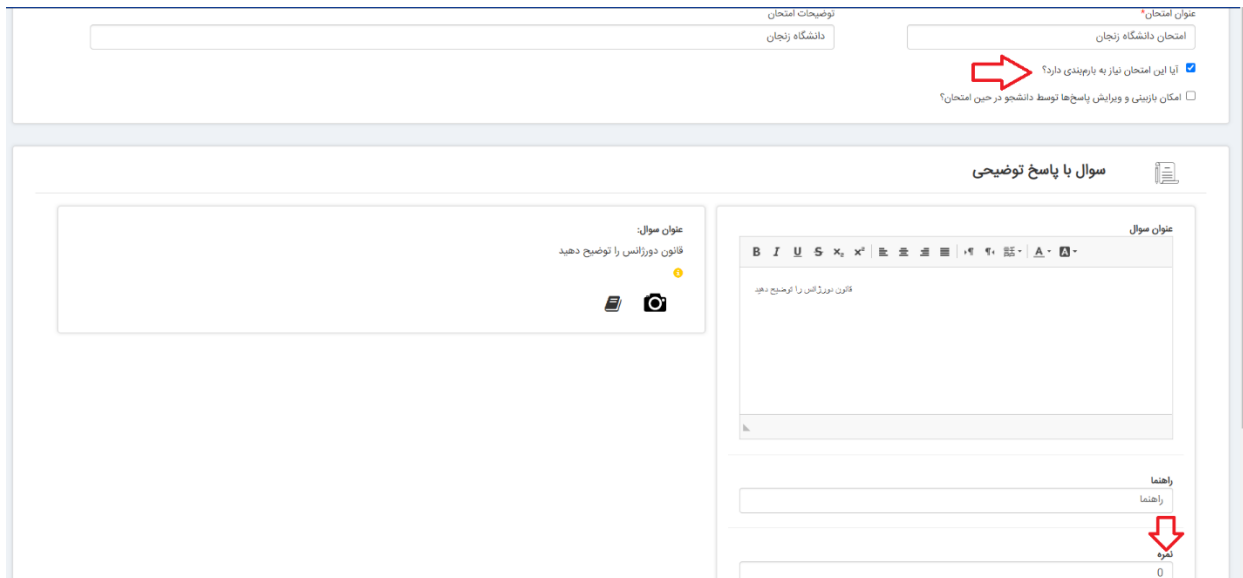 عنوان امتحان*
توضیحات امتحان
امتحان دانشگاه زنجان
دانشگاه زنجان
آیا این امتحان نیاز به بارم‌بندی دارد؟
امکان بازبینی و ویرایش پاسخ‌ها توسط دانشجو در حین امتحان؟
سوال با پاسخ توضیحی
عنوان سوال
B I U S x₂ x² A A
قانون دورژانس را توضیح دهید
راهنما
راهنما
نمره
0
عنوان سوال:
قانون دورژانس را توضیح دهید